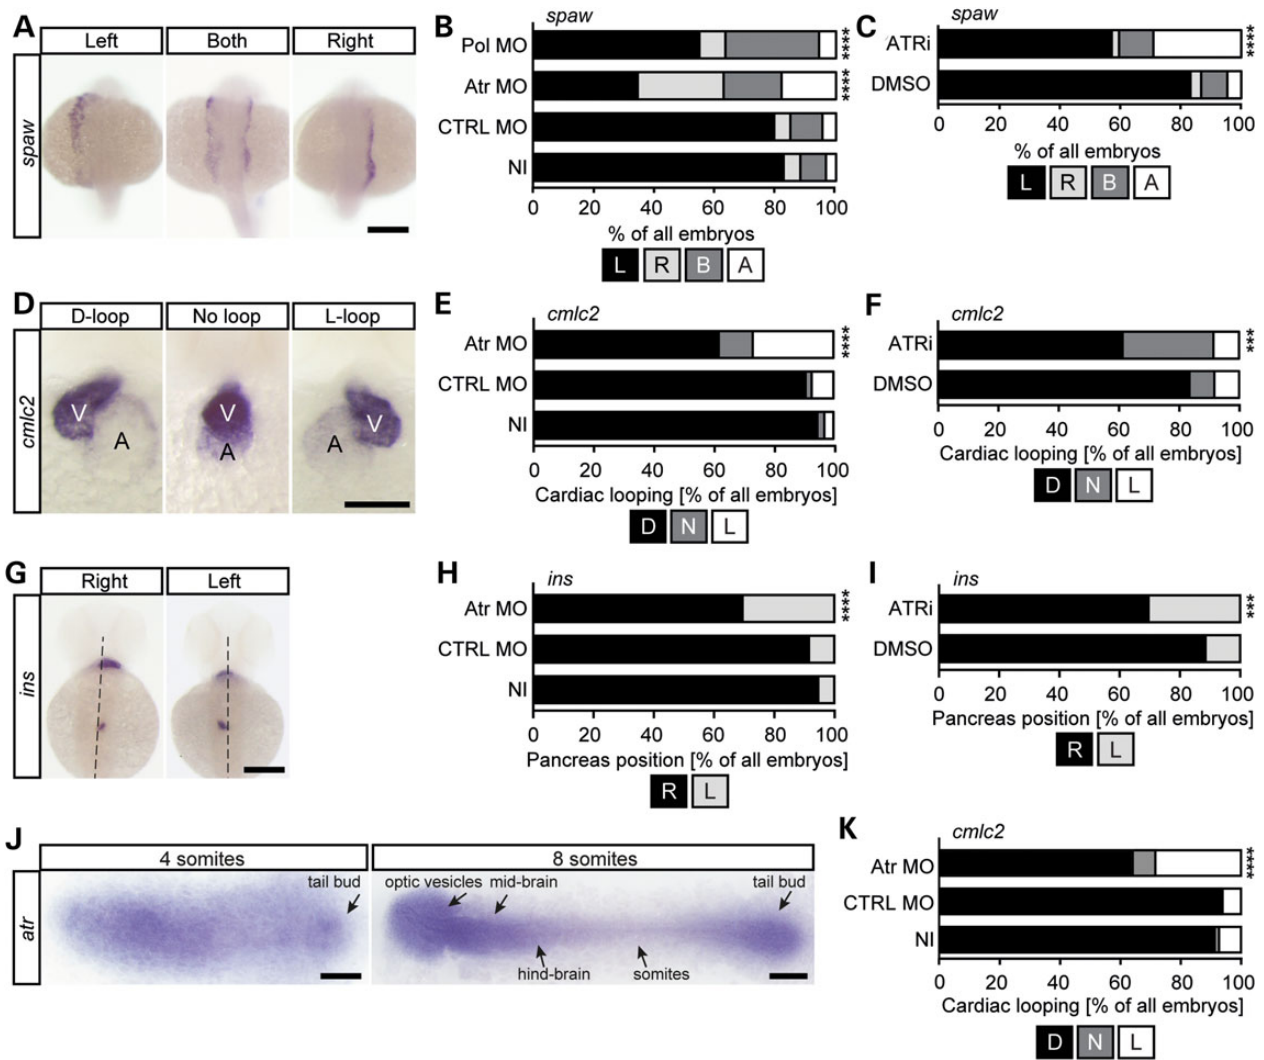 A
Left Both Right
spaw
B
spaw
Pol MO ****
Atr MO ****
CTRL MO
NI
0 20 40 60 80 100
% of all embryos
L R B A
C
spaw
ATRi ****
DMSO
0 20 40 60 80 100
% of all embryos
L R B A
D
D-loop No loop L-loop
cmlc2
V A
V A
A V
E
cmlc2
Atr MO ****
CTRL MO
NI
0 20 40 60 80 100
Cardiac looping [% of all embryos]
D N L
F
cmlc2
ATRi ***
DMSO
0 20 40 60 80 100
Cardiac looping [% of all embryos]
D N L
G
Right Left
ins
H
ins
Atr MO ****
CTRL MO
NI
0 20 40 60 80 100
Pancreas position [% of all embryos]
R L
I
ins
ATRi ***
DMSO
0 20 40 60 80 100
Pancreas position [% of all embryos]
R L
J
4 somites 8 somites
atr
tail bud
optic vesicles mid-brain tail bud
hind-brain somites
K
cmlc2
Atr MO ****
CTRL MO
NI
0 20 40 60 80 100
Cardiac looping [% of all embryos]
D N L